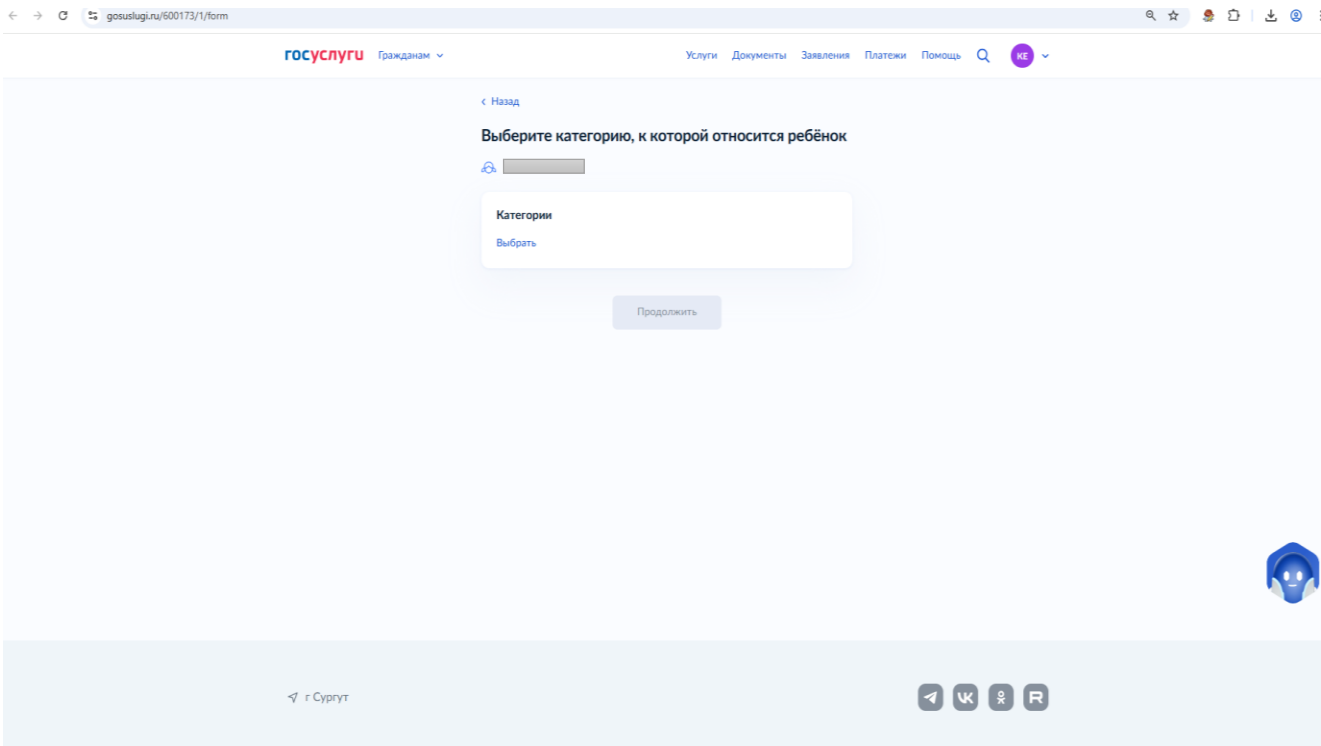 gosuslugi.ru/600173/1/form
госуслуги Гражданам Услуги Документы Заявления Платежи Помощь КЕ
Назад
Выберите категорию, к которой относится ребёнок
Категории
Выбрать
Продолжить
г Сургут